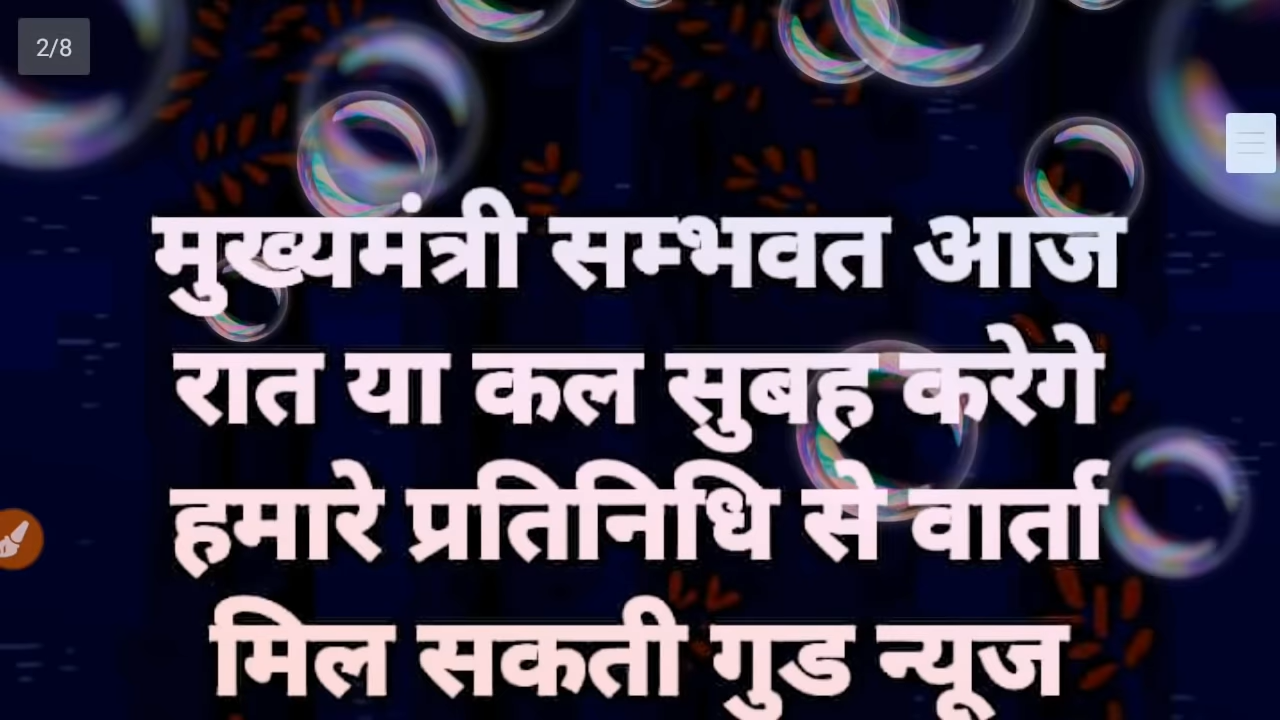 2/8
मुख्यमंत्री सम्भवत आज
रात या कल सुबह करेगे
हमारे प्रतिनिधि से वार्ता
मिल सकती गुड न्यूज